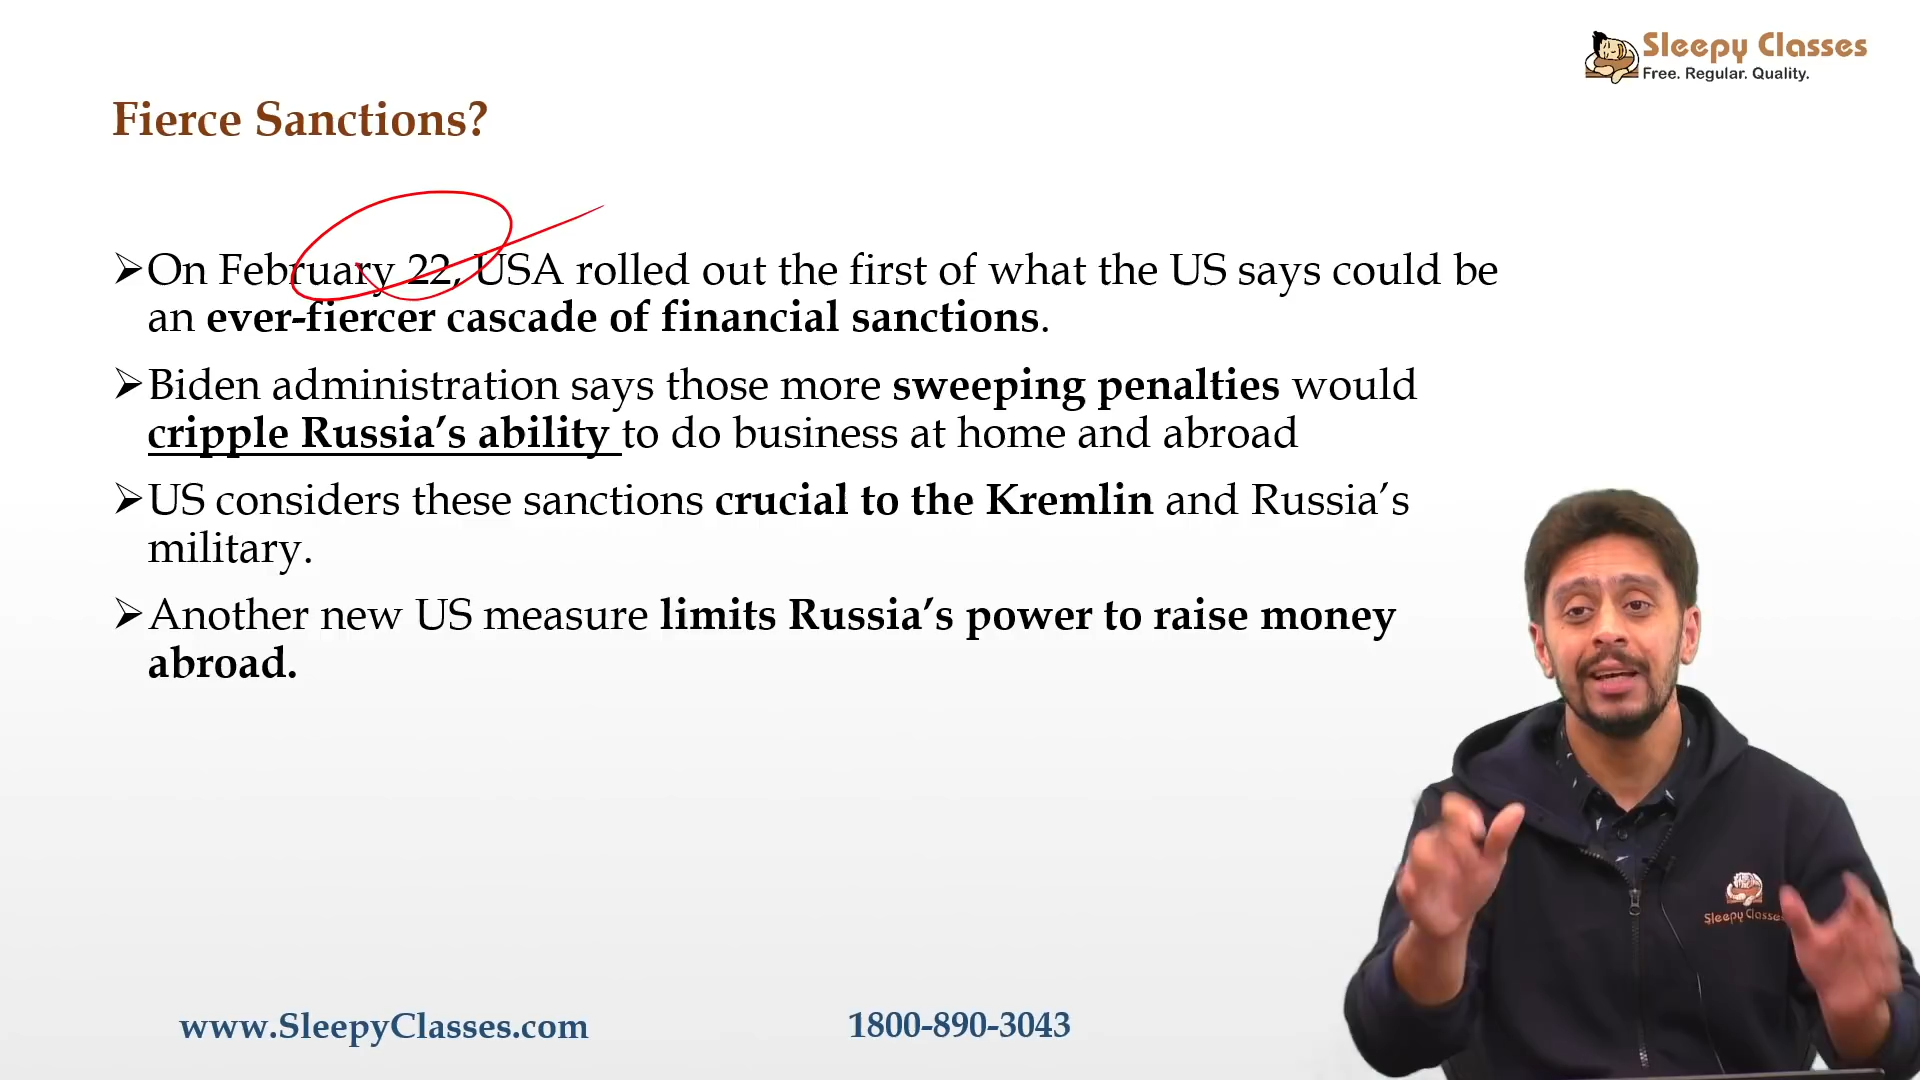 Sleepy Classes
Free. Regular. Quality.
Fierce Sanctions?
➢On February 22, USA rolled out the first of what the US says could be
an ever-fiercer cascade of financial sanctions.
➢Biden administration says those more sweeping penalties would
cripple Russia’s ability to do business at home and abroad
➢US considers these sanctions crucial to the Kremlin and Russia’s
military.
➢Another new US measure limits Russia’s power to raise money
abroad.
Sleepy Classes
www.SleepyClasses.com
1800-890-3043